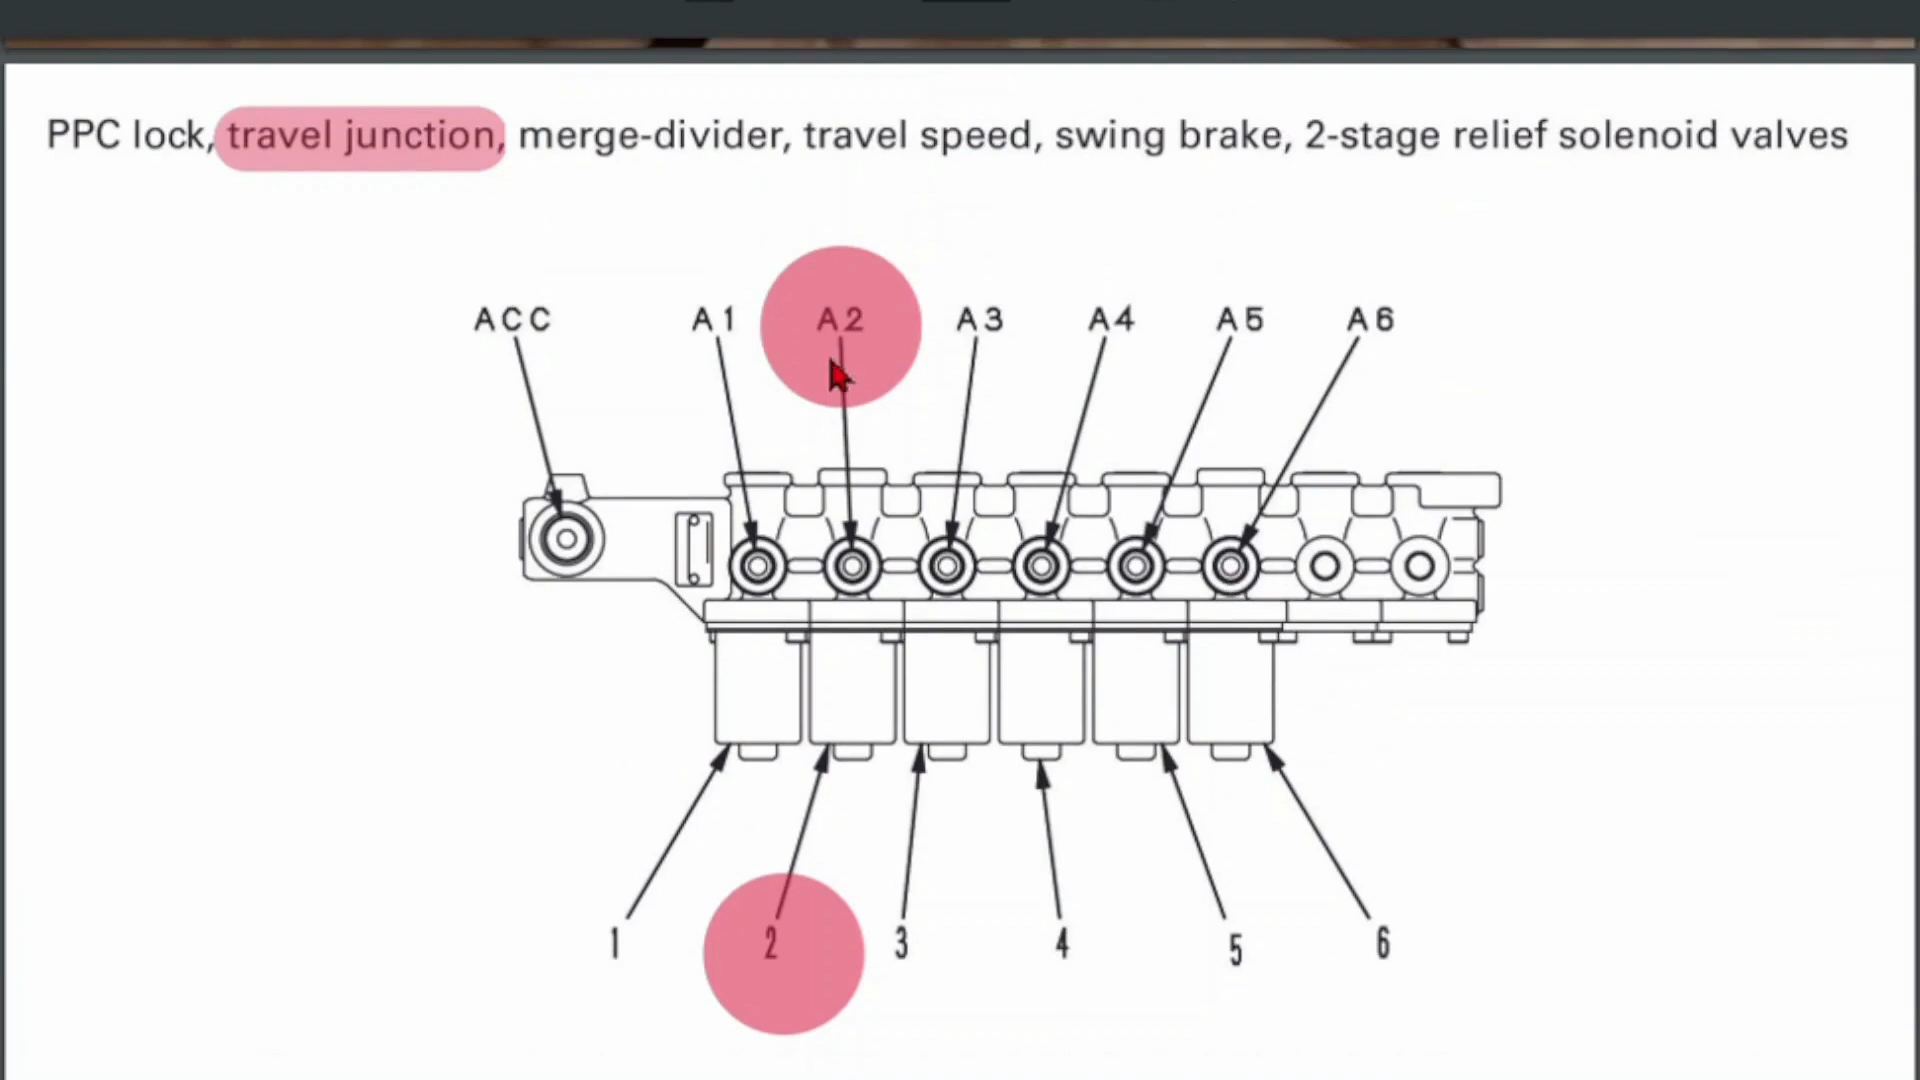 PPC lock, travel junction, merge-divider, travel speed, swing brake, 2-stage relief solenoid valves
ACC A1 A2 A3 A4 A5 A6
1 2 3 4 5 6